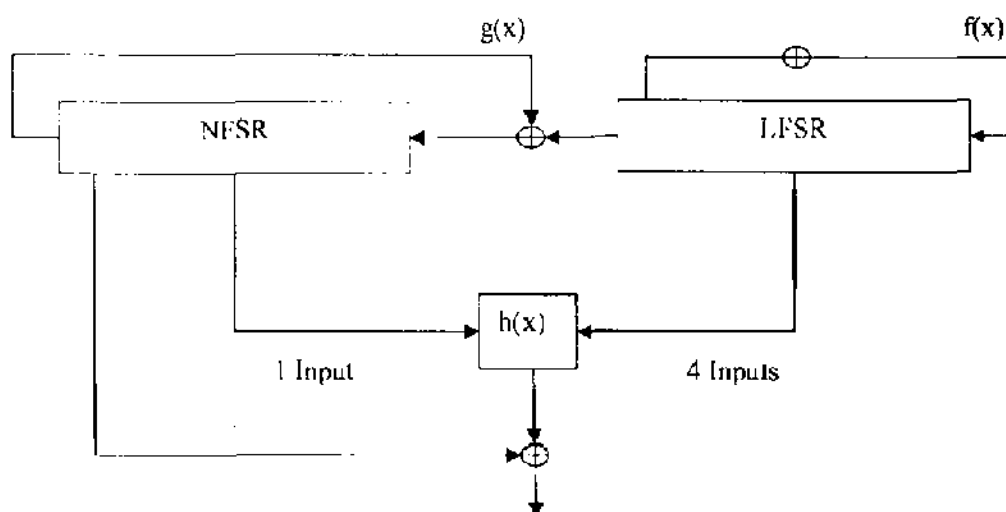 g(x)
f(x)
NFSR
LFSR
h(x)
1 Input
4 Inputs